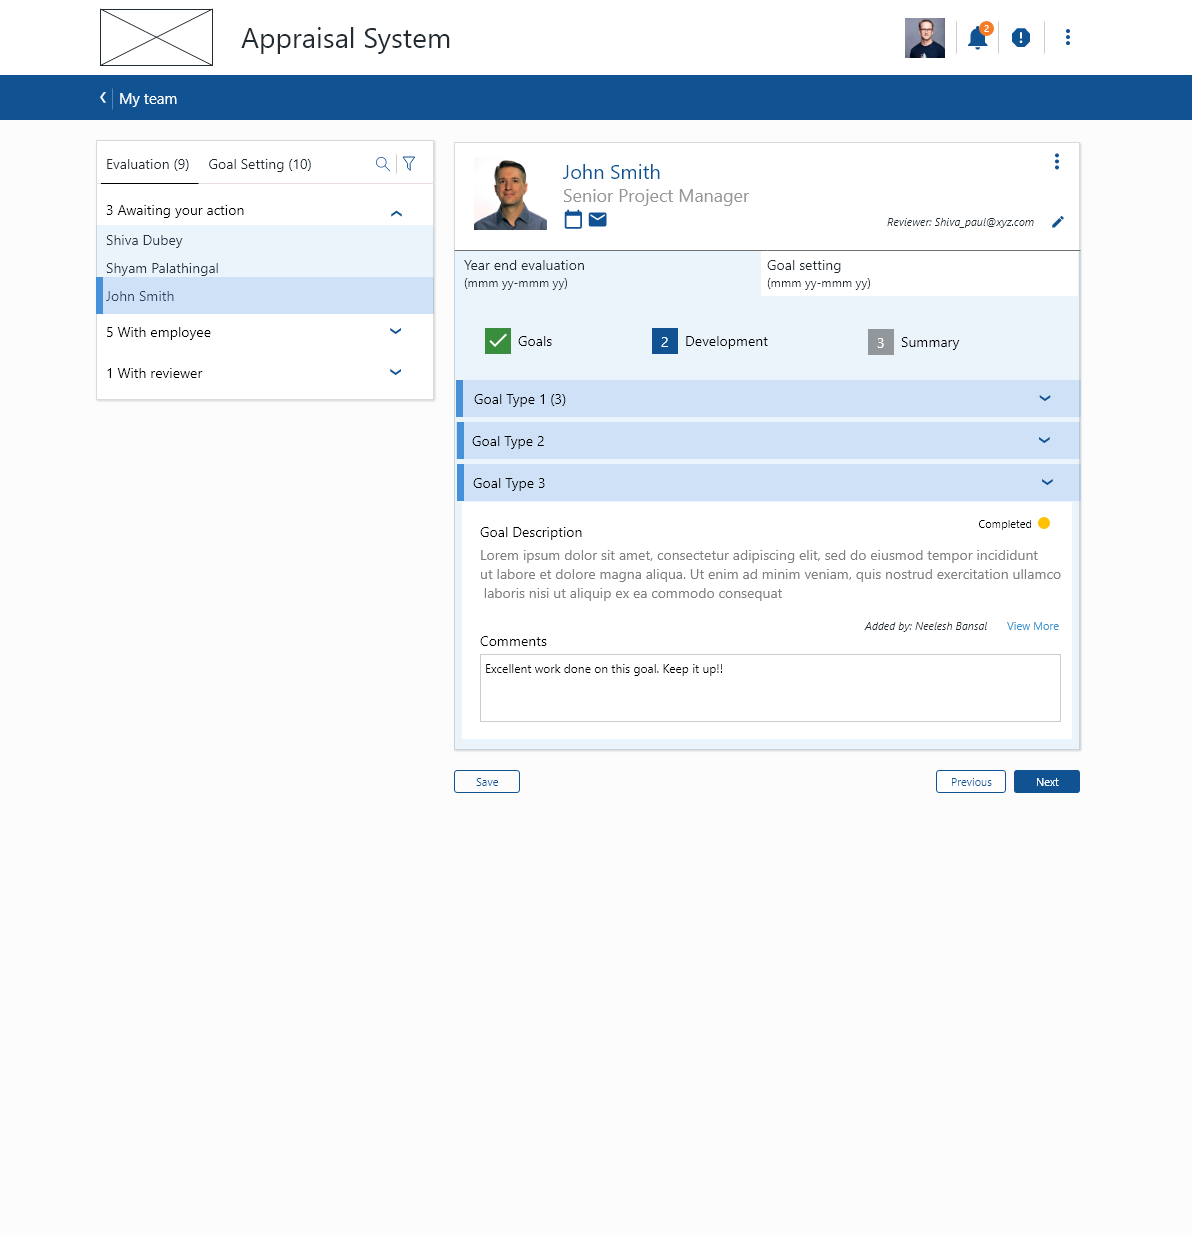 Appraisal System
2
My team
Evaluation (9)
Goal Setting (10)
3 Awaiting your action
Shiva Dubey
Shyam Palathingal
John Smith
5 With employee
1 With reviewer
John Smith
Senior Project Manager
Reviewer: Shiva_paul@xyz.com
Year end evaluation
(mmm yy-mmm yy)
Goal setting
(mmm yy-mmm yy)
Goals
2 Development
3 Summary
Goal Type 1 (3)
Goal Type 2
Goal Type 3
Completed
Goal Description
Lorem ipsum dolor sit amet, consectetur adipiscing elit, sed do eiusmod tempor incididunt
ut labore et dolore magna aliqua. Ut enim ad minim veniam, quis nostrud exercitation ullamco
laboris nisi ut aliquip ex ea commodo consequat
Added by: Neelesh Bansal
View More
Comments
Excellent work done on this goal. Keep it up!!
Save
Previous
Next